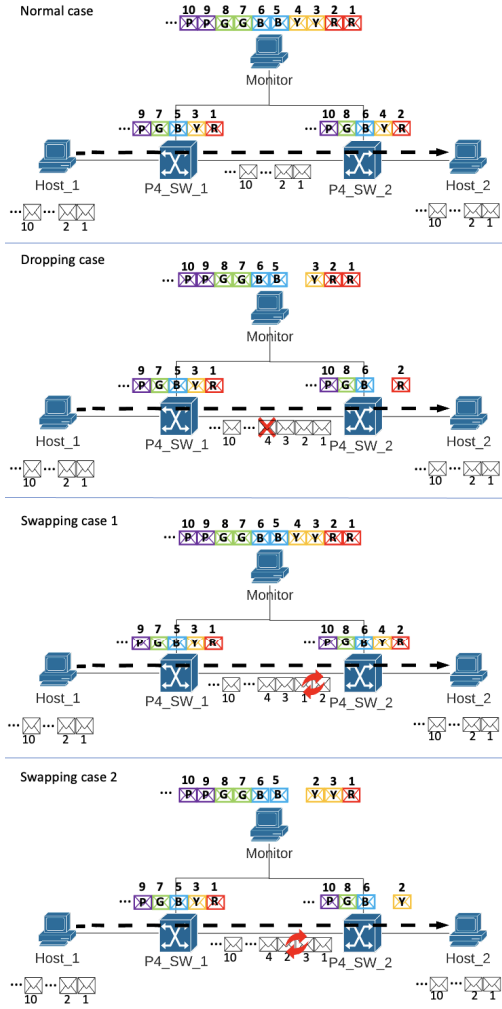 Normal case
10 9 8 7 6 5 4 3 2 1
... P P G G B B Y Y R R
Monitor
9 7 5 3 1
... P G B Y R
10 8 6 4 2
... P G B Y R
Host_1
P4_SW_1
... ...
10 2 1
P4_SW_2
Host_2
... ...
10 2 1
... ...
10 2 1
Dropping case
10 9 8 7 6 5 3 2 1
... P P G G B B Y R R
Monitor
9 7 5 3 1
... P G B Y R
10 8 6 2
... P G B R
Host_1
P4_SW_1
... ...
10 4 3 2 1
P4_SW_2
Host_2
... ...
10 2 1
... ...
10 2 1
Swapping case 1
10 9 8 7 6 5 4 3 2 1
... P P G G B B Y Y R R
Monitor
9 7 5 3 1
... P G B Y R
10 8 6 4 2
... P G B Y R
Host_1
P4_SW_1
... ...
10 4 3 1 2
P4_SW_2
Host_2
... ...
10 2 1
... ...
10 2 1
Swapping case 2
10 9 8 7 6 5 2 3 1
... P P G G B B Y Y R
Monitor
9 7 5 3 1
... P G B Y R
10 8 6 2
... P G B Y
Host_1
P4_SW_1
... ...
10 4 2 3 1
P4_SW_2
Host_2
... ...
10 2 1
... ...
10 2 1